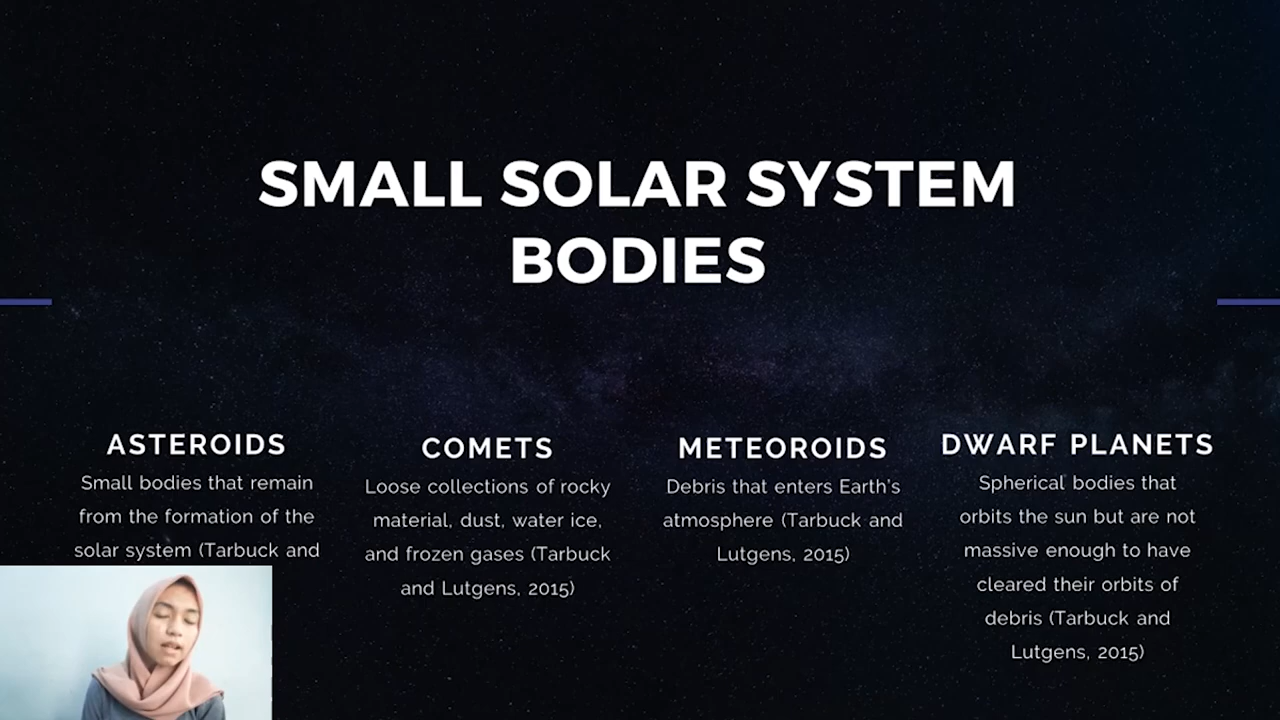 SMALL SOLAR SYSTEM
BODIES
ASTEROIDS
Small bodies that remain
from the formation of the
solar system (Tarbuck and
COMETS
Loose collections of rocky
material, dust, water ice,
and frozen gases (Tarbuck
and Lutgens, 2015)
METEOROIDS
Debris that enters Earth's
atmosphere (Tarbuck and
Lutgens, 2015)
DWARF PLANETS
Spherical bodies that
orbits the sun but are not
massive enough to have
cleared their orbits of
debris (Tarbuck and
Lutgens, 2015)